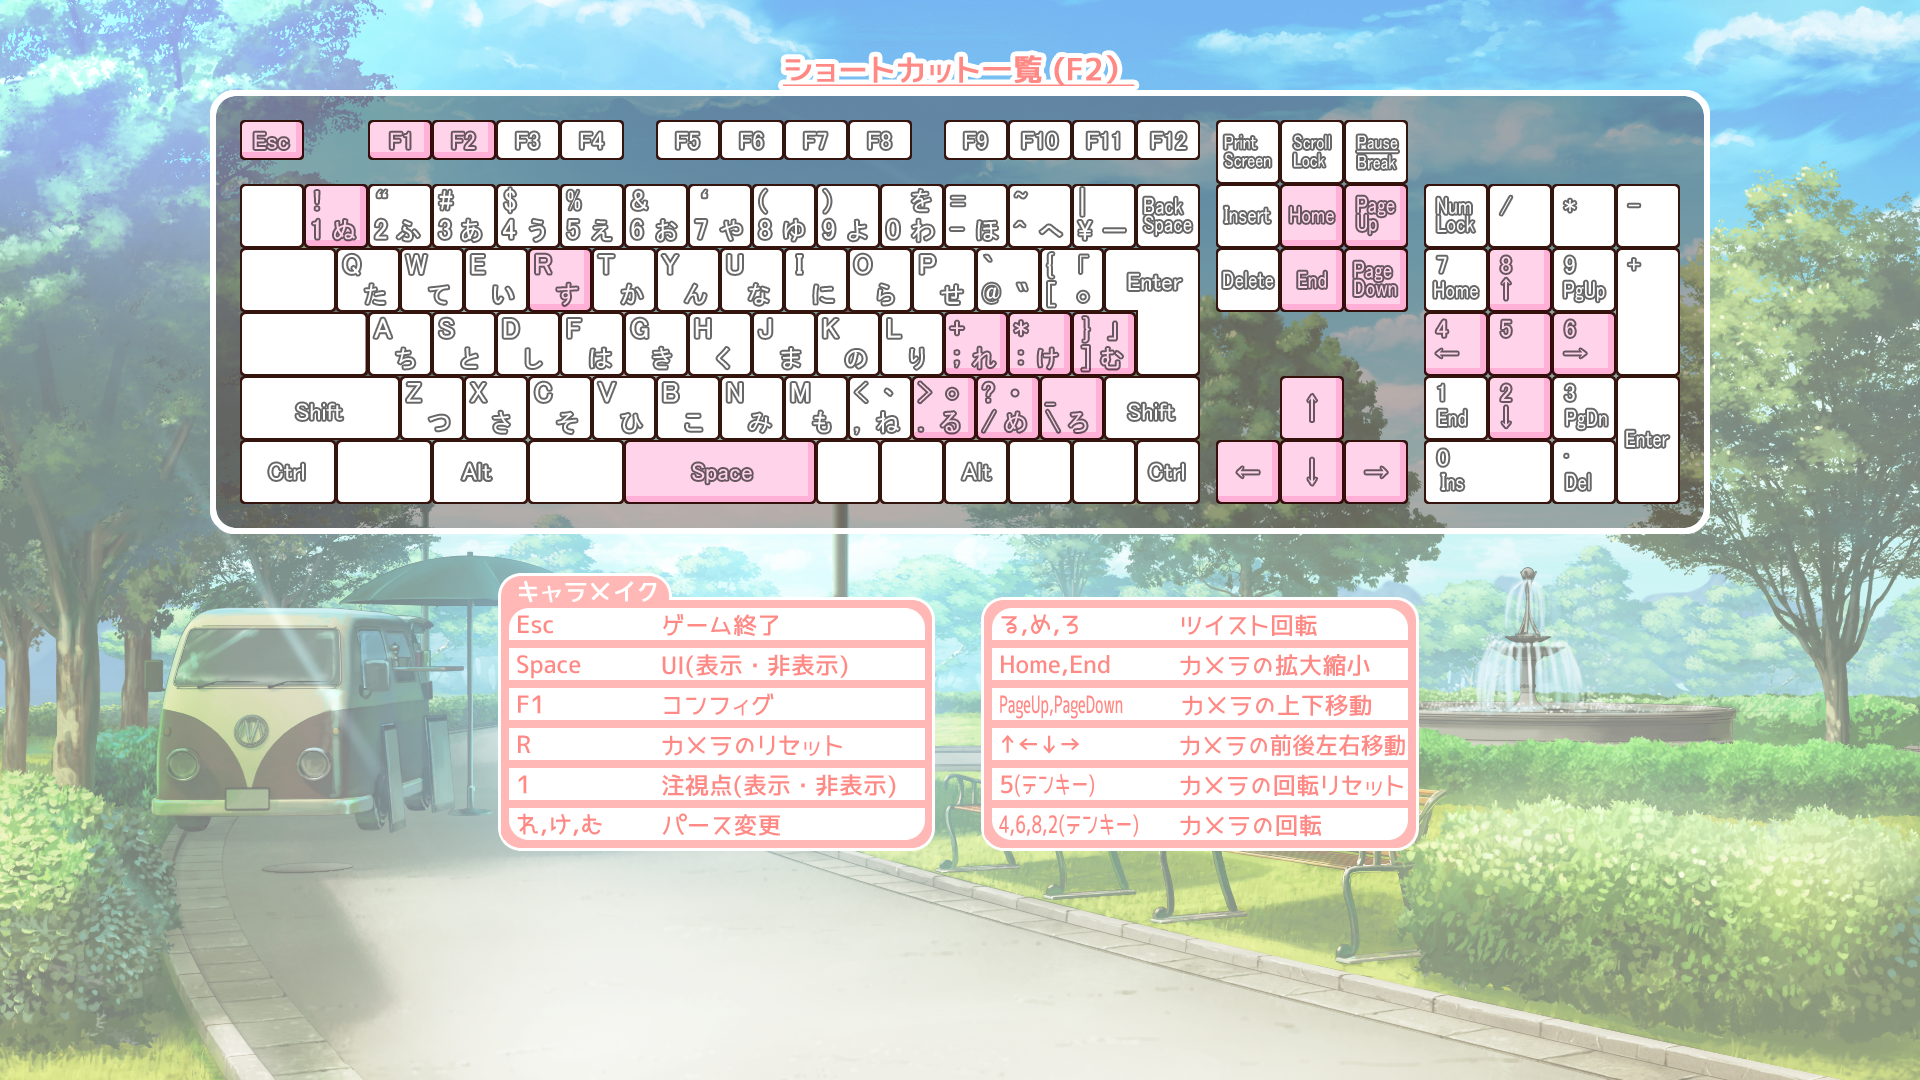 ショートカット一覧 (F2)
Esc F1 F2 F3 F4 F5 F6 F7 F8 F9 F10 F11 F12 Print Screen Scroll Lock Pause Break
! 1 ぬ “ 2 ふ # 3 あ $ 4 う % 5 え & 6 お ‘ 7 や ( 8 ゆ ) 9 よ を 0 わ = - ほ ~ ^ へ | ¥ ー Back Space Insert Home Page Up Num Lock / * -
Q た W て E い R す T か Y ん U な I に O ら P せ ` @ 〃 { 「 [ 。 Enter Delete End Page Down 7 Home 8 ↑ 9 PgUp +
A ち S と D し F は G き H く J ま K の L り + ; れ * : け } 」 ] む 4 ← 5 6 →
Shift Z つ X さ C そ V ひ B こ N み M も く 、 , ね > 。 . る ? ・ / め _ \ ろ Shift ↑ 1 End 2 ↓ 3 PgDn Enter
Ctrl Alt Space Alt Ctrl ← ↓ → 0 Ins . Del
キャラメイク
Esc ゲーム終了
Space UI(表示・非表示)
F1 コンフィグ
R カメラのリセット
1 注視点(表示・非表示)
れ,け,む パース変更
る,め,ろ ツイスト回転
Home,End カメラの拡大縮小
PageUp,PageDown カメラの上下移動
↑←↓→ カメラの前後左右移動
5(テンキー) カメラの回転リセット
4,6,8,2(テンキー) カメラの回転